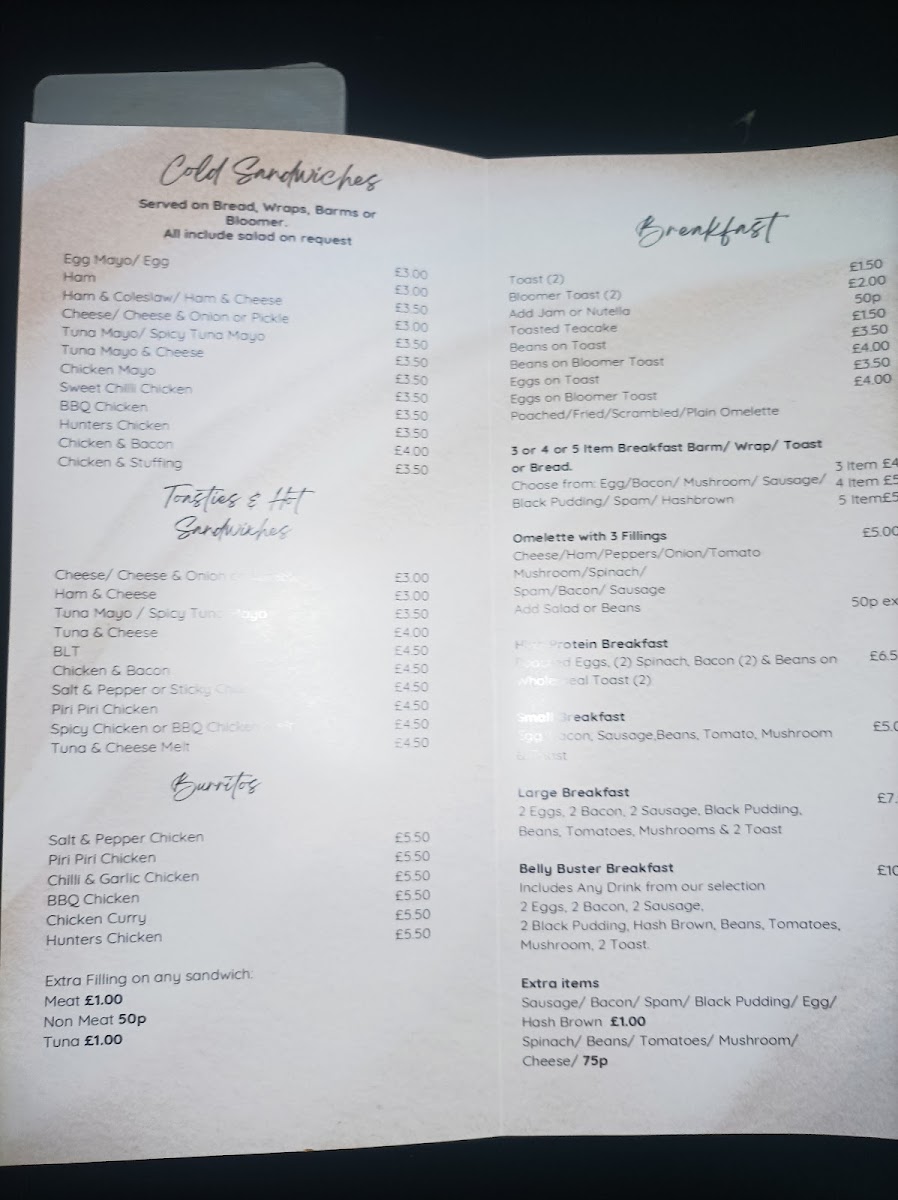 Cold Sandwiches
Served on Bread, Wraps, Barms or
Bloomer.
All include salad on request
Egg Mayo/ Egg £3.00
Ham £3.00
Ham & Coleslaw/ Ham & Cheese £3.50
Cheese/ Cheese & Onion or Pickle £3.00
Tuna Mayo/ Spicy Tuna Mayo £3.50
Tuna Mayo & Cheese £3.50
Chicken Mayo £3.50
Sweet Chilli Chicken £3.50
BBQ Chicken £3.50
Hunters Chicken £3.50
Chicken & Bacon £4.00
Chicken & Stuffing £3.50
Toasties & Hot
Sandwiches
Cheese/ Cheese & Onion £3.00
Ham & Cheese £3.00
Tuna Mayo / Spicy Tuna Mayo £3.50
Tuna & Cheese £4.00
BLT £4.50
Chicken & Bacon £4.50
Salt & Pepper or Sticky £4.50
Piri Piri Chicken £4.50
Spicy Chicken or BBQ Chicken £4.50
Tuna & Cheese Melt £4.50
Burritos
Salt & Pepper Chicken £5.50
Piri Piri Chicken £5.50
Chilli & Garlic Chicken £5.50
BBQ Chicken £5.50
Chicken Curry £5.50
Hunters Chicken £5.50
Extra Filling on any sandwich:
Meat £1.00
Non Meat 50p
Tuna £1.00
Breakfast
Toast (2) £1.50
Bloomer Toast (2) £2.00
Add Jam or Nutella 50p
Toasted Teacake £1.50
Beans on Toast £3.50
Beans on Bloomer Toast £4.00
Eggs on Toast £3.50
Eggs on Bloomer Toast £4.00
Poached/Fried/Scrambled/Plain Omelette
3 or 4 or 5 Item Breakfast Barm/ Wrap/ Toast
or Bread. 3 Item £4
Choose from: Egg/Bacon/ Mushroom/ Sausage/ 4 Item £5
Black Pudding/ Spam/ Hashbrown 5 Item£5
Omelette with 3 Fillings £5.00
Cheese/Ham/Peppers/Onion/Tomato
Mushroom/Spinach/
Spam/Bacon/ Sausage
Add Salad or Beans 50p ex
Protein Breakfast
Eggs, (2) Spinach, Bacon (2) & Beans on £6.5
Wholemeal Toast (2)
Small Breakfast
Egg, Bacon, Sausage,Beans, Tomato, Mushroom £5.0
& Toast
Large Breakfast £7.
2 Eggs, 2 Bacon, 2 Sausage, Black Pudding,
Beans, Tomatoes, Mushrooms & 2 Toast
Belly Buster Breakfast £10
Includes Any Drink from our selection
2 Eggs, 2 Bacon, 2 Sausage,
2 Black Pudding, Hash Brown, Beans, Tomatoes,
Mushroom, 2 Toast.
Extra items
Sausage/ Bacon/ Spam/ Black Pudding/ Egg/
Hash Brown £1.00
Spinach/ Beans/ Tomatoes/ Mushroom/
Cheese/ 75p